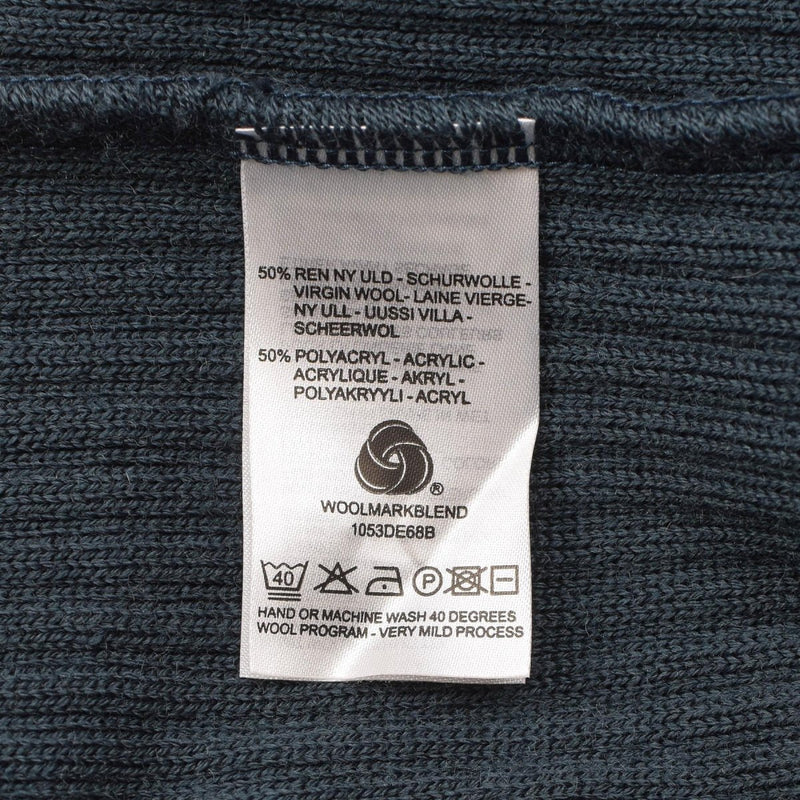 50% REN NY ULD - SCHURWOLLE -
VIRGIN WOOL- LAINE VIERGE-
NY ULL - UUSSI VILLA -
SCHEERWOL
50% POLYACRYL - ACRYLIC -
ACRYLIQUE - AKRYL -
POLYAKRYYLI - ACRYL
®
WOOLMARKBLEND
1053DE68B
40 P
HAND OR MACHINE WASH 40 DEGREES
WOOL PROGRAM - VERY MILD PROCESS